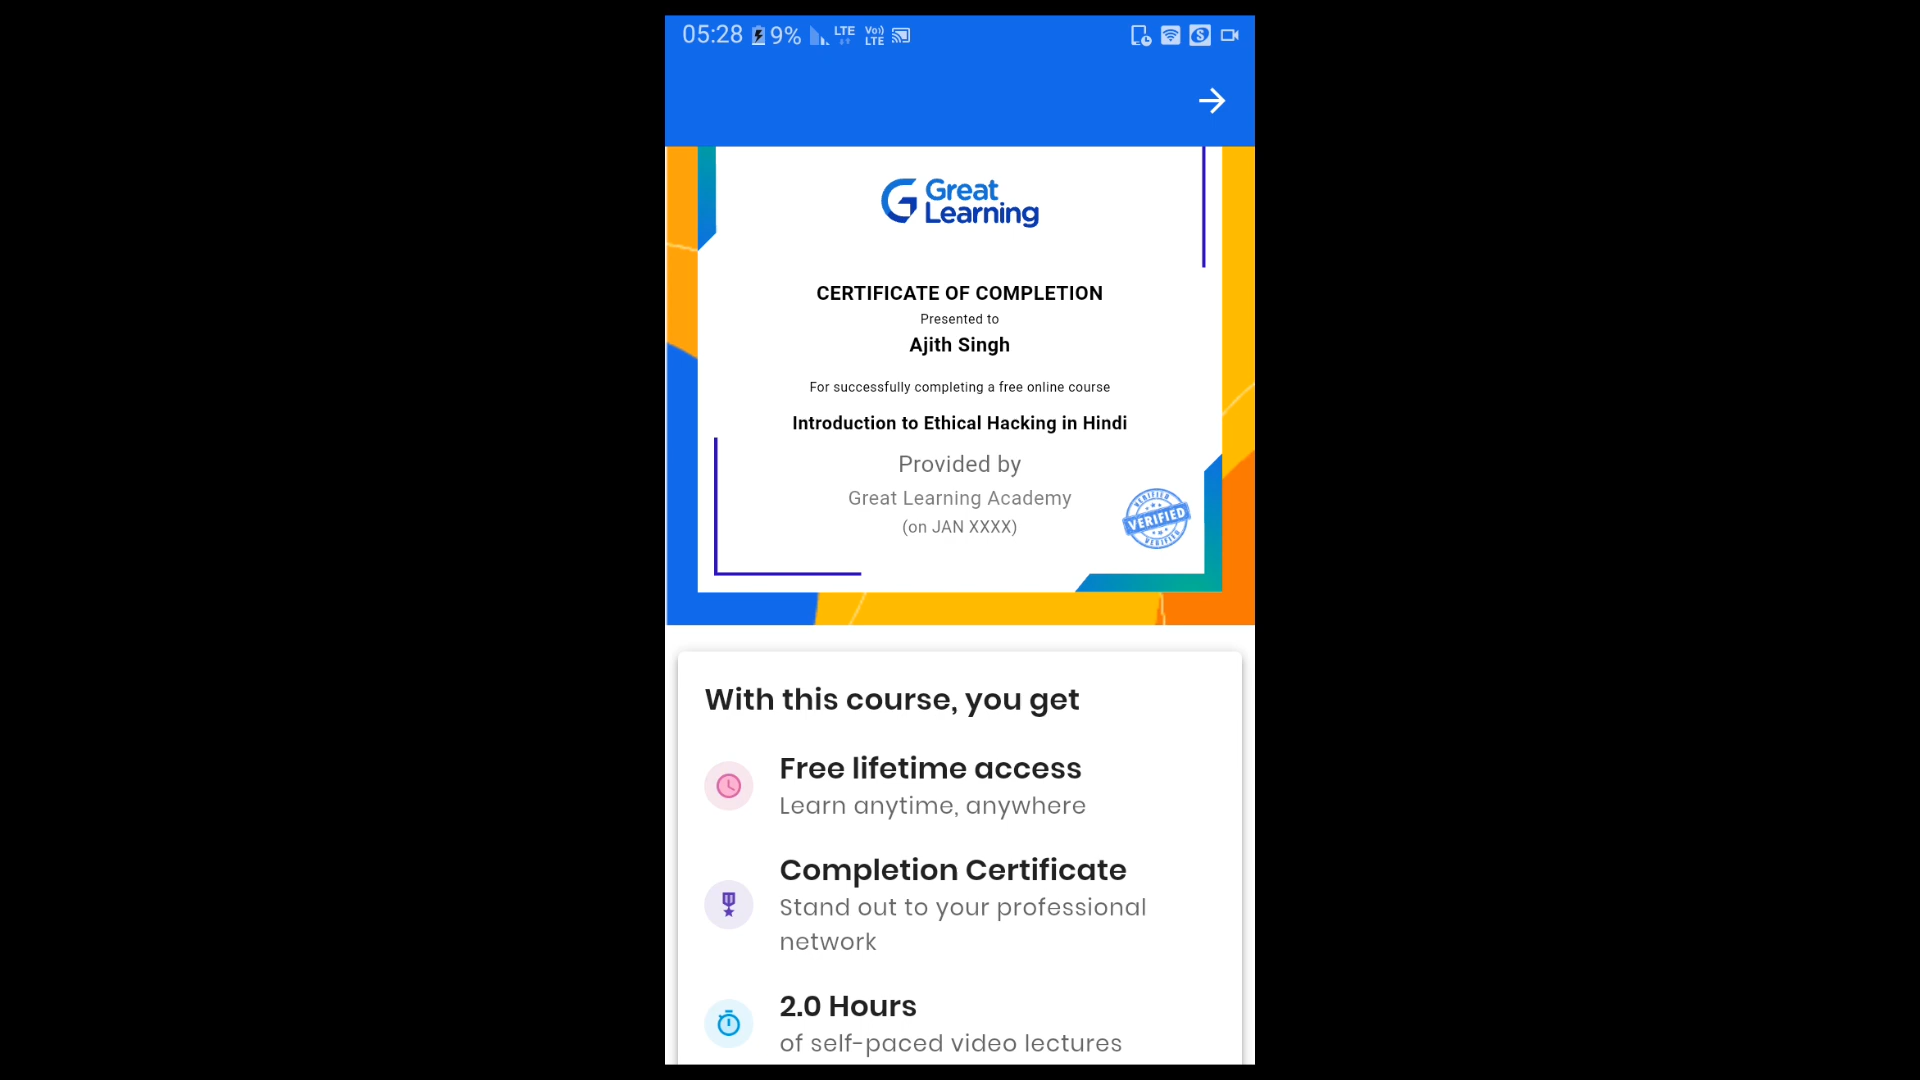 05:28 9% LTE Vo)) LTE
Great
Learning
CERTIFICATE OF COMPLETION
Presented to
Ajith Singh
For successfully completing a free online course
Introduction to Ethical Hacking in Hindi
Provided by
Great Learning Academy
(on JAN XXXX)
VERIFIED
VERIFIED
VERIFIED
With this course, you get
Free lifetime access
Learn anytime, anywhere
Completion Certificate
Stand out to your professional
network
2.0 Hours
of self-paced video lectures